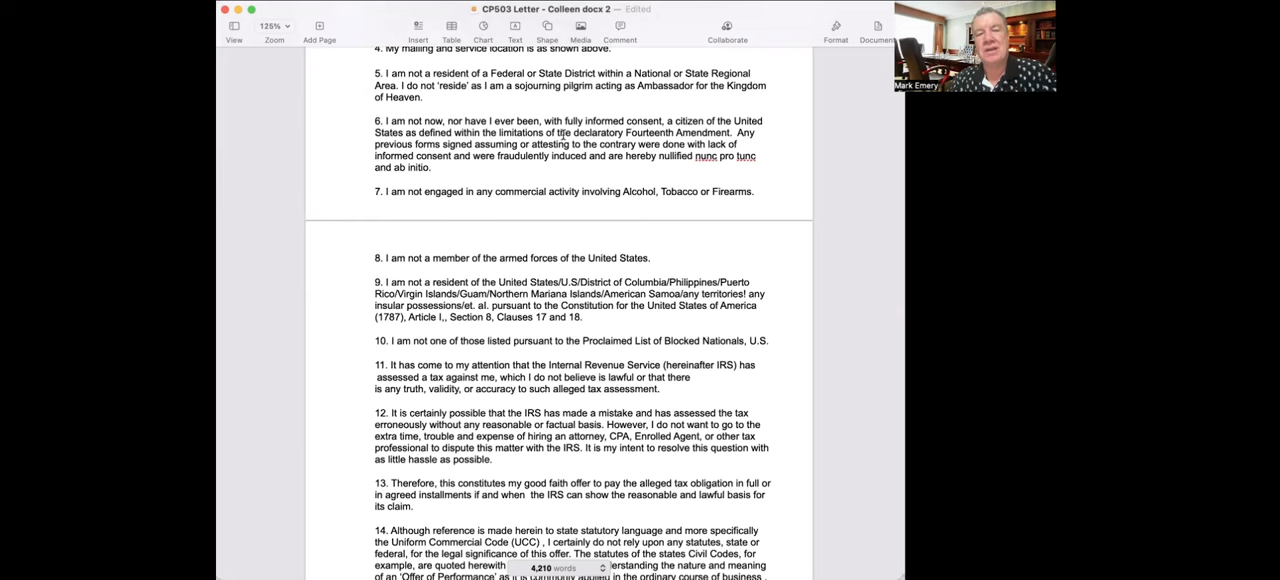 CP503 Letter - Colleen docx 2 — Edited
125%
View
Zoom
Add Page
Insert
Table
Chart
Text
Shape
Media
Comment
Collaborate
Format
Document
Mark Emery
4. My mailing and service location is as shown above.
5. I am not a resident of a Federal or State District within a National or State Regional
Area. I do not ‘reside’ as I am a sojourning pilgrim acting as Ambassador for the Kingdom
of Heaven.
6. I am not now, nor have I ever been, with fully informed consent, a citizen of the United
States as defined within the limitations of the declaratory Fourteenth Amendment. Any
previous forms signed assuming or attesting to the contrary were done with lack of
informed consent and were fraudulently induced and are hereby nullified nunc pro tunc
and ab initio.
7. I am not engaged in any commercial activity involving Alcohol, Tobacco or Firearms.
8. I am not a member of the armed forces of the United States.
9. I am not a resident of the United States/U.S/District of Columbia/Philippines/Puerto
Rico/Virgin Islands/Guam/Northern Mariana Islands/American Samoa/any territories! any
insular possessions/et. al. pursuant to the Constitution for the United States of America
(1787), Article I,, Section 8, Clauses 17 and 18.
10. I am not one of those listed pursuant to the Proclaimed List of Blocked Nationals, U.S.
11. It has come to my attention that the Internal Revenue Service (hereinafter IRS) has
assessed a tax against me, which I do not believe is lawful or that there
is any truth, validity, or accuracy to such alleged tax assessment.
12. It is certainly possible that the IRS has made a mistake and has assessed the tax
erroneously without any reasonable or factual basis. However, I do not want to go to the
extra time, trouble and expense of hiring an attorney, CPA, Enrolled Agent, or other tax
professional to dispute this matter with the IRS. It is my intent to resolve this question with
as little hassle as possible.
13. Therefore, this constitutes my good faith offer to pay the alleged tax obligation in full or
in agreed installments if and when the IRS can show the reasonable and lawful basis for
its claim.
14. Although reference is made herein to state statutory language and more specifically
the Uniform Commercial Code (UCC) , I certainly do not rely upon any statutes, state or
federal, for the legal significance of this offer. The statutes of the states Civil Codes, for
example, are quoted herewith derstanding the nature and meaning
of an ‘Offer of Performance’ as it is commonly applied in the ordinary course of business .
4,210 words